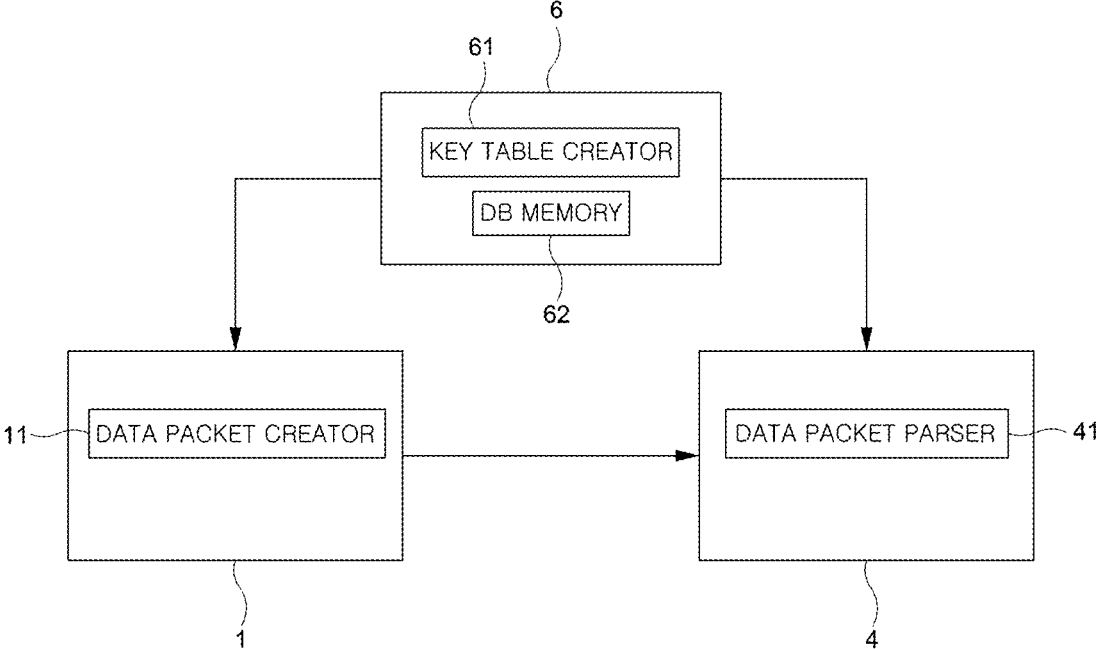 6
61
KEY TABLE CREATOR
DB MEMORY
62
11
DATA PACKET CREATOR
DATA PACKET PARSER
41
1
4